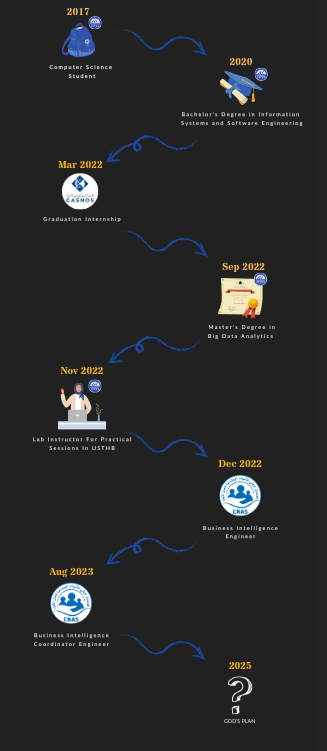 2017
Computer Science
Student
2020
Bachelor's Degree in Information
Systems and Software Engineering
Mar 2022
CASNOS
Graduation Internship
Sep 2022
Master's Degree in
Big Data Analytics
Nov 2022
Lab Instructor For Practical
Sessions In USTHB
Dec 2022
CNAS
Business Intelligence
Engineer
Aug 2023
CNAS
Business Intelligence
Coordinator Engineer
2025
?
GOD'S PLAN